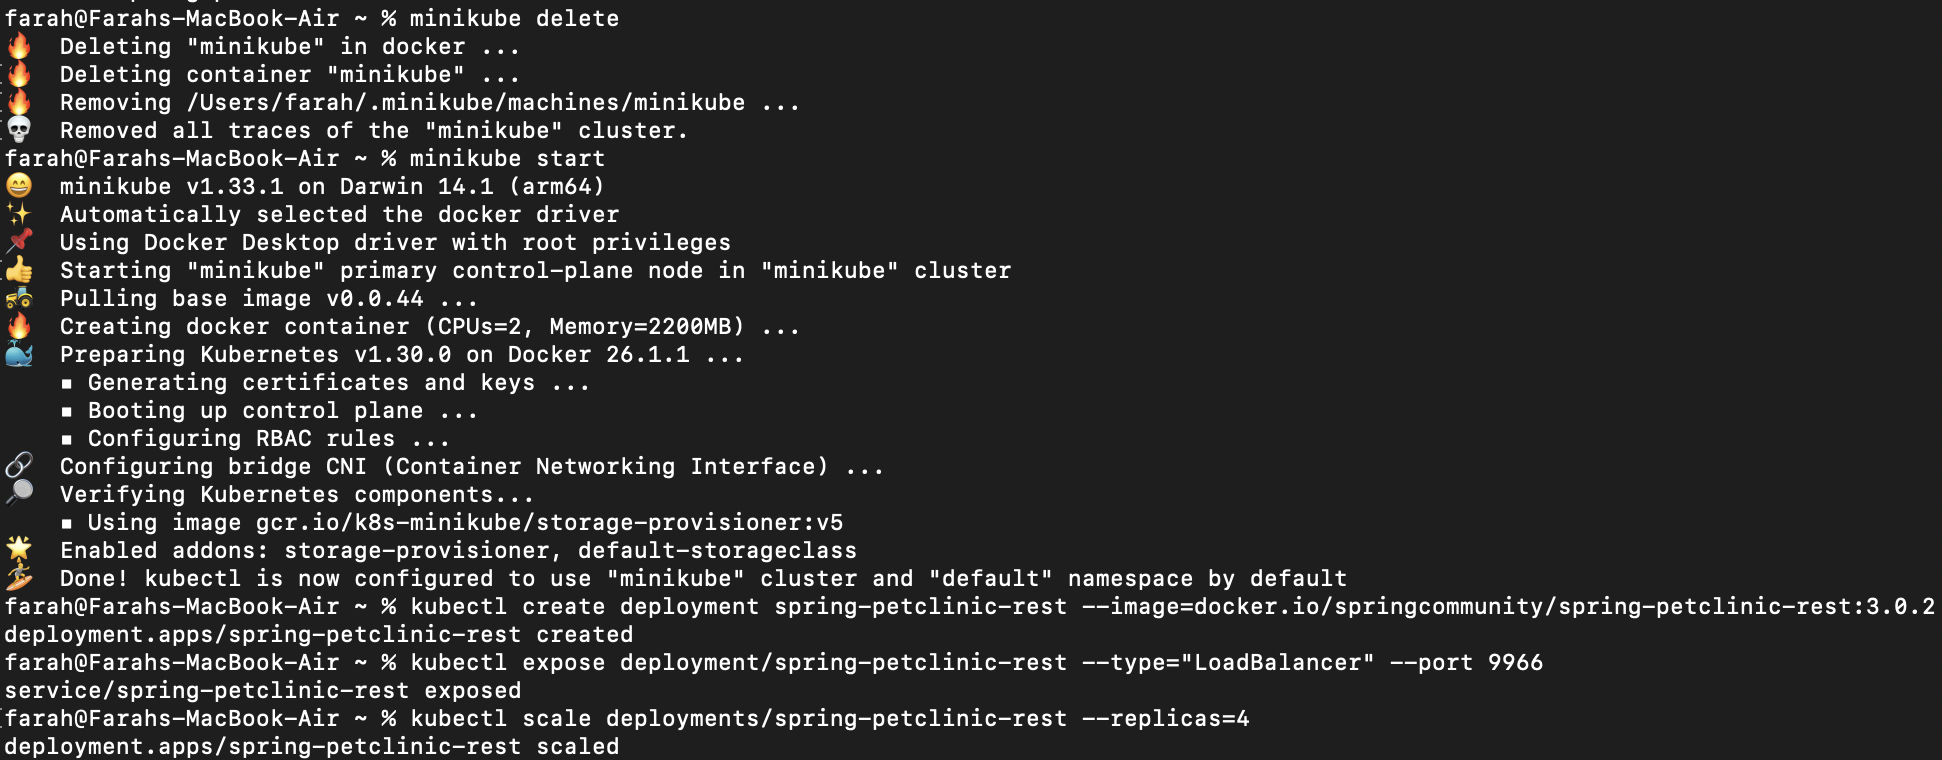 farah@Farahs-MacBook-Air ~ % minikube delete
🔥  Deleting "minikube" in docker ...
🔥  Deleting container "minikube" ...
🔥  Removing /Users/farah/.minikube/machines/minikube ...
💀  Removed all traces of the "minikube" cluster.
farah@Farahs-MacBook-Air ~ % minikube start
😄  minikube v1.33.1 on Darwin 14.1 (arm64)
✨  Automatically selected the docker driver
📌  Using Docker Desktop driver with root privileges
👍  Starting "minikube" primary control-plane node in "minikube" cluster
🚜  Pulling base image v0.0.44 ...
🔥  Creating docker container (CPUs=2, Memory=2200MB) ...
🐳  Preparing Kubernetes v1.30.0 on Docker 26.1.1 ...
    ▪ Generating certificates and keys ...
    ▪ Booting up control plane ...
    ▪ Configuring RBAC rules ...
🔗  Configuring bridge CNI (Container Networking Interface) ...
🔎  Verifying Kubernetes components...
    ▪ Using image gcr.io/k8s-minikube/storage-provisioner:v5
🌟  Enabled addons: storage-provisioner, default-storageclass
🏄  Done! kubectl is now configured to use "minikube" cluster and "default" namespace by default
farah@Farahs-MacBook-Air ~ % kubectl create deployment spring-petclinic-rest --image=docker.io/springcommunity/spring-petclinic-rest:3.0.2
deployment.apps/spring-petclinic-rest created
farah@Farahs-MacBook-Air ~ % kubectl expose deployment/spring-petclinic-rest --type="LoadBalancer" --port 9966
service/spring-petclinic-rest exposed
farah@Farahs-MacBook-Air ~ % kubectl scale deployments/spring-petclinic-rest --replicas=4
deployment.apps/spring-petclinic-rest scaled